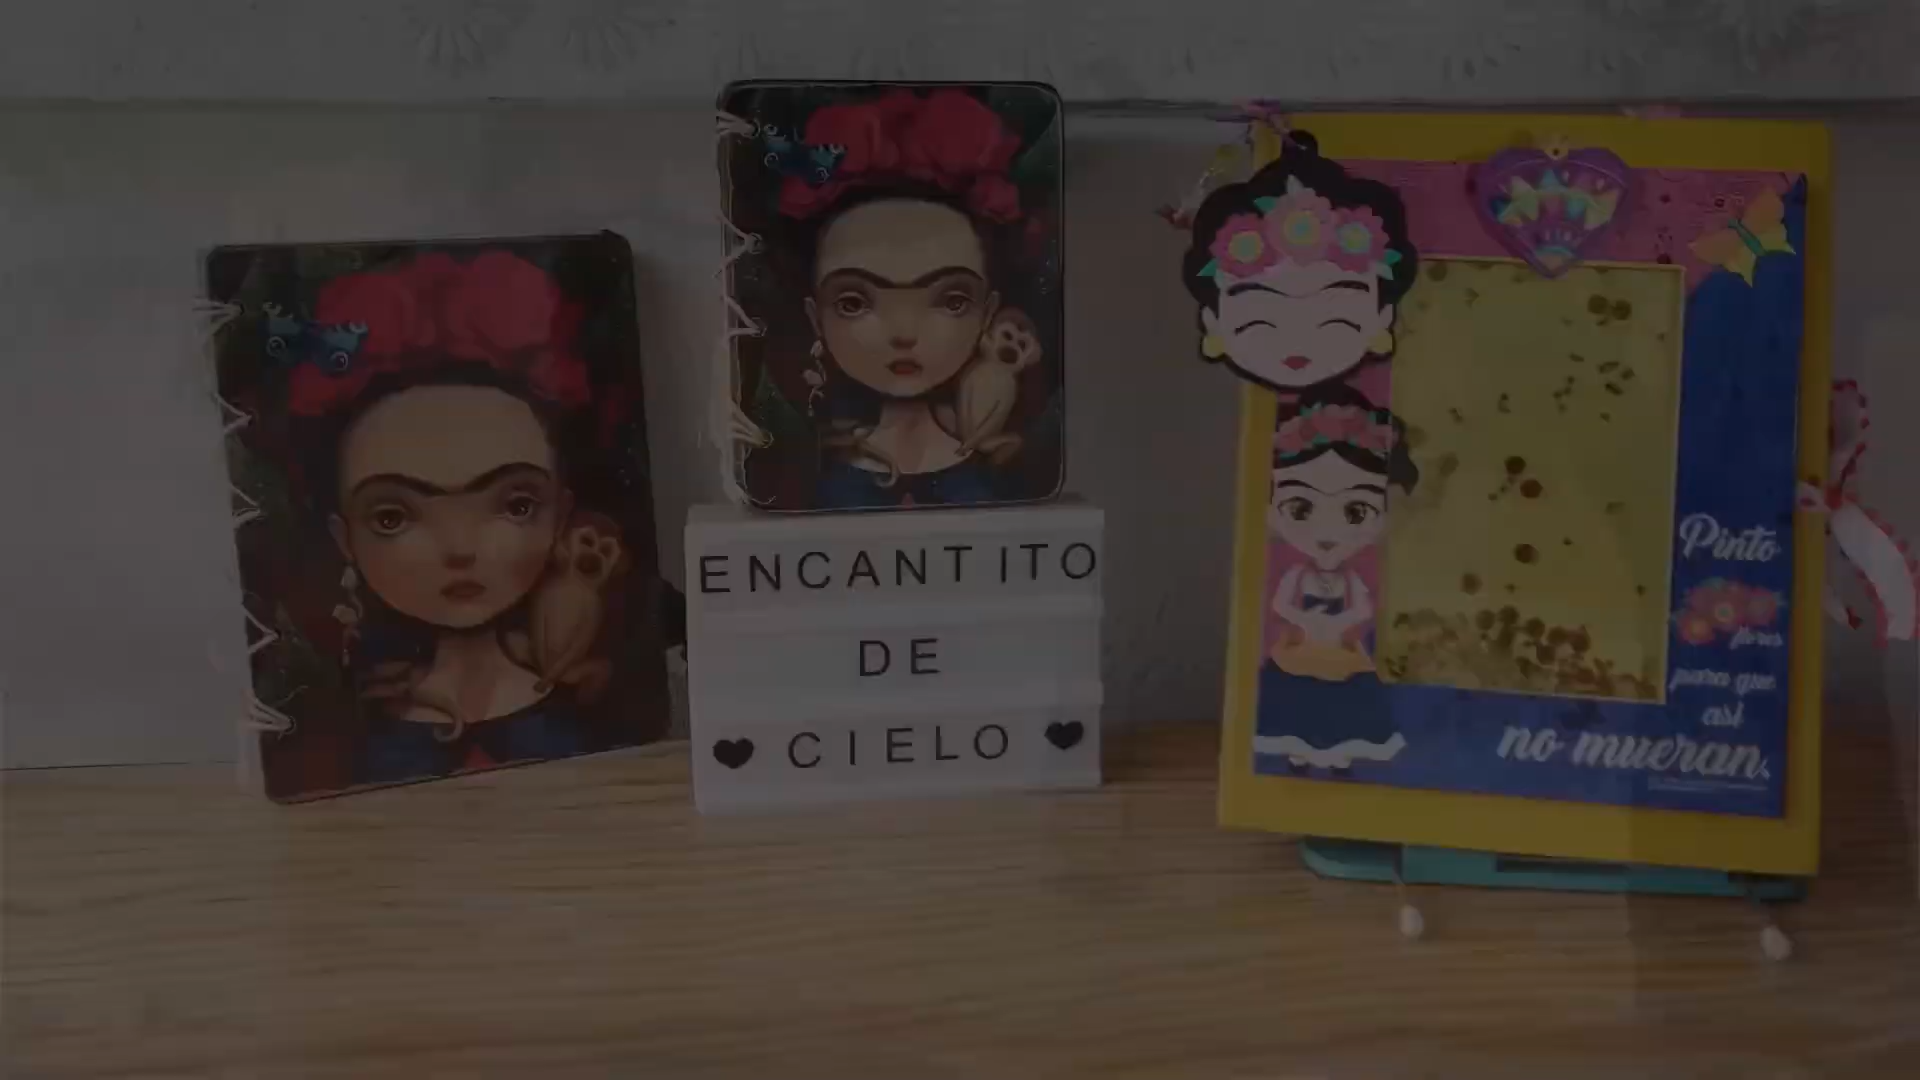 ENCANTITO
DE
♥ CIELO ♥
Pinto
flores
para que
así
no mueran.